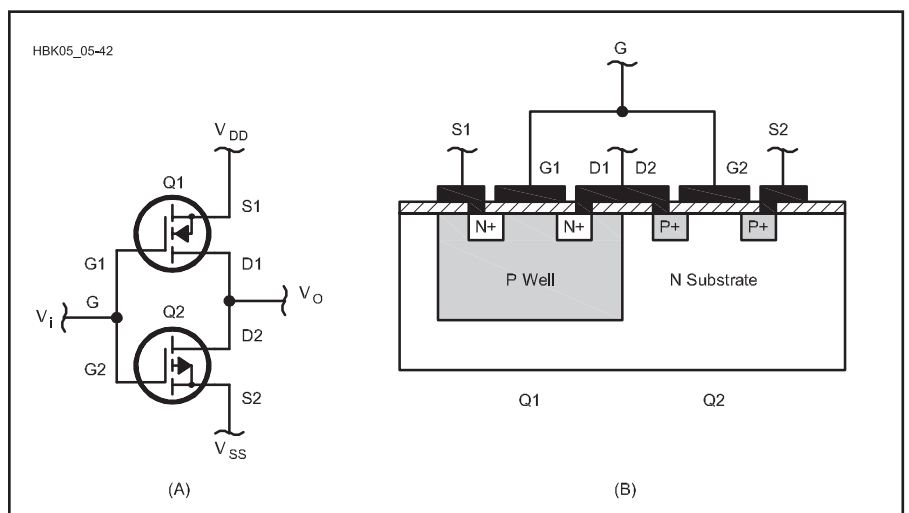 HBK05_05-42
V DD
Q1
S1
G1
D1
G
V i
V O
Q2
D2
G2
S2
V SS
(A)
G
S1
S2
G1
D1
D2
G2
N+
N+
P+
P+
P Well
N Substrate
Q1
Q2
(B)